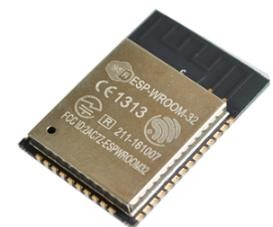 ESP-WROOM-32
CE1313
R 211-161007
FCC ID:2AC7Z-ESPWROOM32